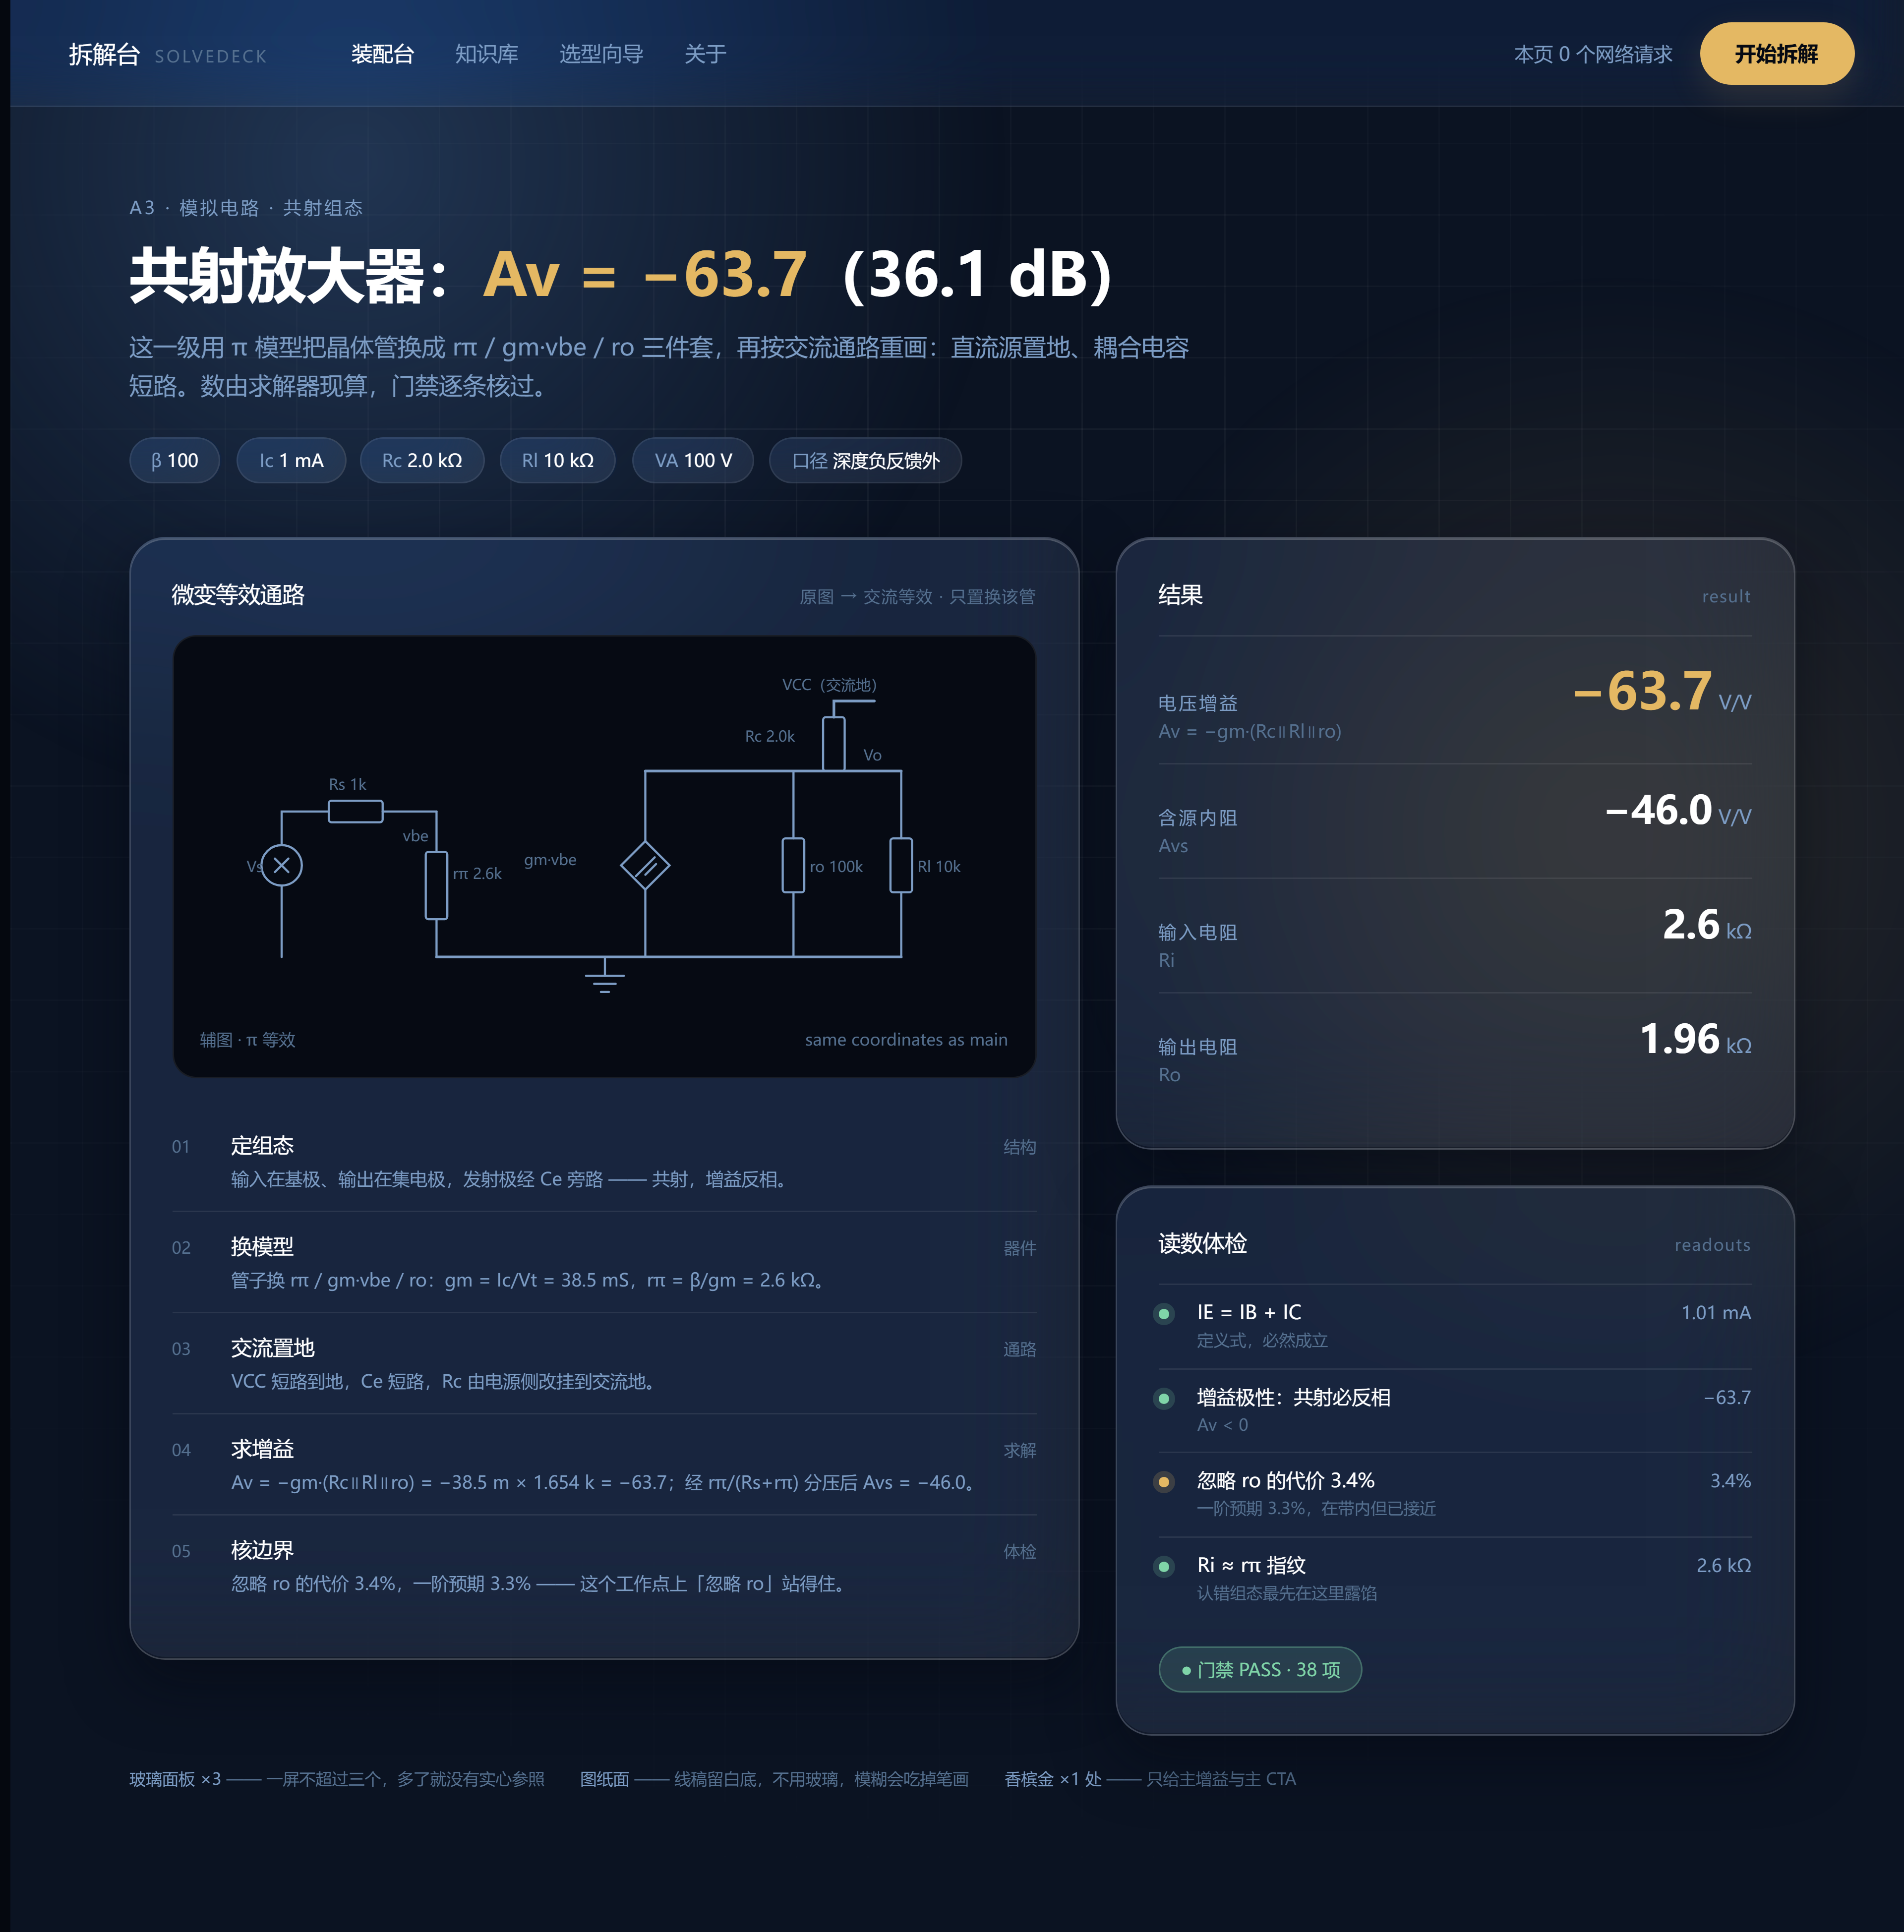 拆解台 SOLVEDECK 装配台 知识库 选型向导 关于 本页 0 个网络请求 开始拆解
A3 · 模拟电路 · 共射组态
共射放大器：Av = −63.7（36.1 dB）
这一级用 π 模型把晶体管换成 rπ / gm·vbe / ro 三件套，再按交流通路重画：直流源置地、耦合电容
短路。数由求解器现算，门禁逐条核过。
β 100 Ic 1 mA Rc 2.0 kΩ Rl 10 kΩ VA 100 V 口径 深度负反馈外
微变等效通路 原图 → 交流等效 · 只置换该管
VCC（交流地）
Rc 2.0k
Vo
Rs 1k
vbe
Vs
rπ 2.6k
gm·vbe
ro 100k
Rl 10k
辅图 · π 等效 same coordinates as main
01 定组态 结构
输入在基极、输出在集电极，发射极经 Ce 旁路 —— 共射，增益反相。
02 换模型 器件
管子换 rπ / gm·vbe / ro：gm = Ic/Vt = 38.5 mS，rπ = β/gm = 2.6 kΩ。
03 交流置地 通路
VCC 短路到地，Ce 短路，Rc 由电源侧改挂到交流地。
04 求增益 求解
Av = −gm·(Rc∥Rl∥ro) = −38.5 m × 1.654 k = −63.7；经 rπ/(Rs+rπ) 分压后 Avs = −46.0。
05 核边界 体检
忽略 ro 的代价 3.4%，一阶预期 3.3% —— 这个工作点上「忽略 ro」站得住。
结果 result
电压增益 −63.7 V/V
Av = −gm·(Rc∥Rl∥ro)
含源内阻 −46.0 V/V
Avs
输入电阻 2.6 kΩ
Ri
输出电阻 1.96 kΩ
Ro
读数体检 readouts
IE = IB + IC 1.01 mA
定义式，必然成立
增益极性：共射必反相 −63.7
Av < 0
忽略 ro 的代价 3.4% 3.4%
一阶预期 3.3%，在带内但已接近
Ri ≈ rπ 指纹 2.6 kΩ
认错组态最先在这里露馅
门禁 PASS · 38 项
玻璃面板 ×3 —— 一屏不超过三个，多了就没有实心参照 图纸面 —— 线稿留白底，不用玻璃，模糊会吃掉笔画 香槟金 ×1 处 —— 只给主增益与主 CTA